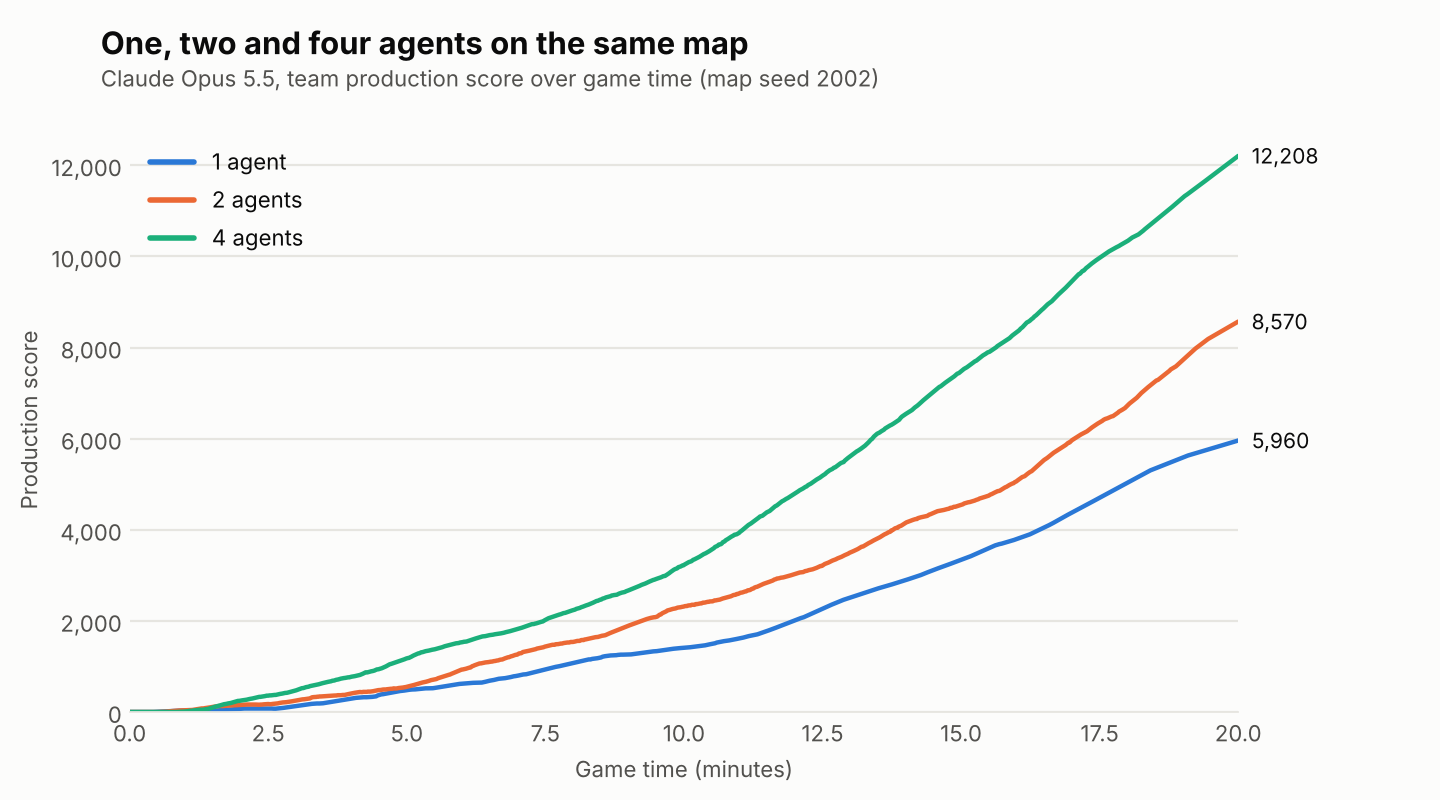 One, two and four agents on the same map
Claude Opus 5.5, team production score over game time (map seed 2002)
1 agent
2 agents
4 agents
12,000
10,000
8,000
6,000
4,000
2,000
0
Production score
12,208
8,570
5,960
0.0 2.5 5.0 7.5 10.0 12.5 15.0 17.5 20.0
Game time (minutes)